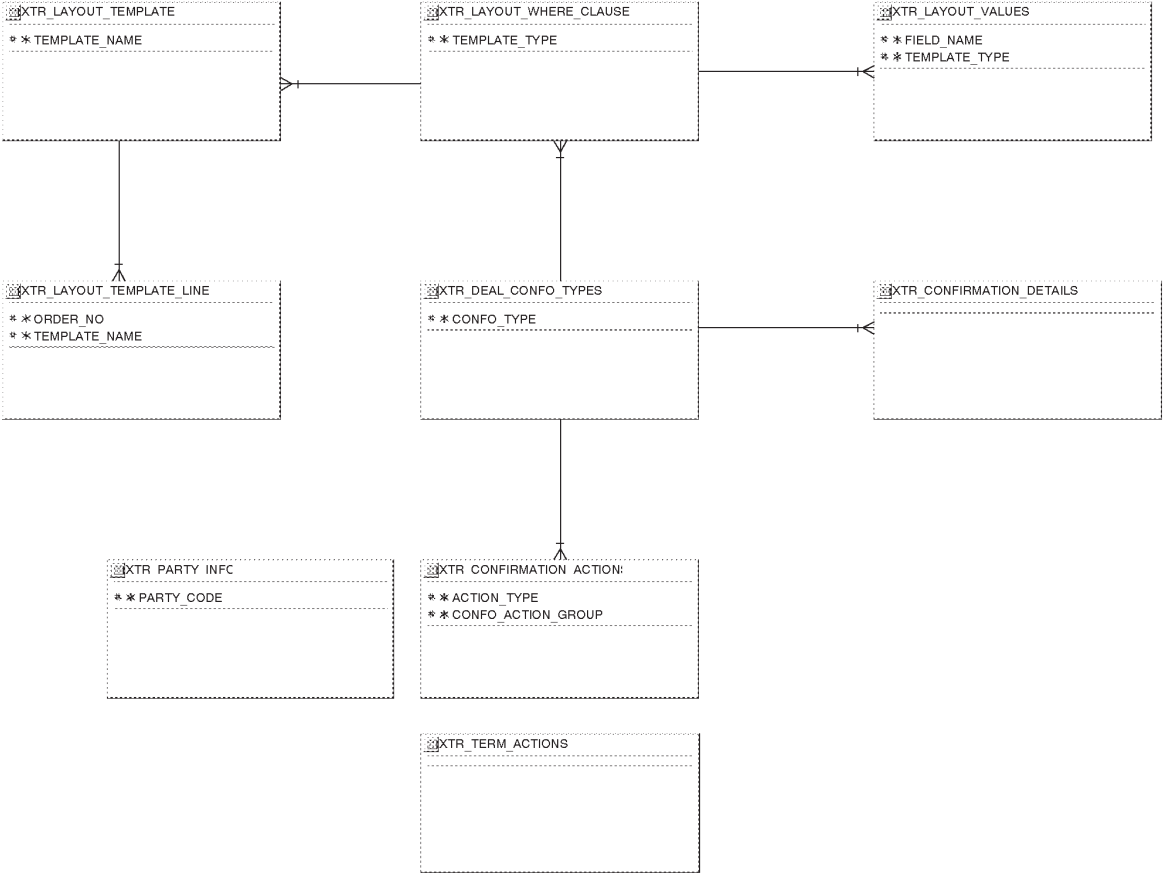 XTR_LAYOUT_TEMPLATE
* * TEMPLATE_NAME
XTR_LAYOUT_WHERE_CLAUSE
* * TEMPLATE_TYPE
XTR_LAYOUT_VALUES
* * FIELD_NAME
* * TEMPLATE_TYPE
XTR_LAYOUT_TEMPLATE_LINE
* * ORDER_NO
* * TEMPLATE_NAME
XTR_DEAL_CONFO_TYPES
* * CONFO_TYPE
XTR_CONFIRMATION_DETAILS
XTR_PARTY_INFO
* * PARTY_CODE
XTR_CONFIRMATION_ACTIONS
* * ACTION_TYPE
* * CONFO_ACTION_GROUP
XTR_TERM_ACTIONS